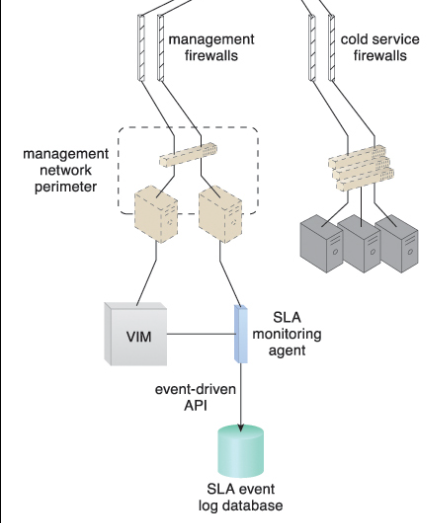 management
firewalls
cold service
firewalls
management
network
perimeter
VIM
SLA
monitoring
agent
event-driven
API
SLA event
log database